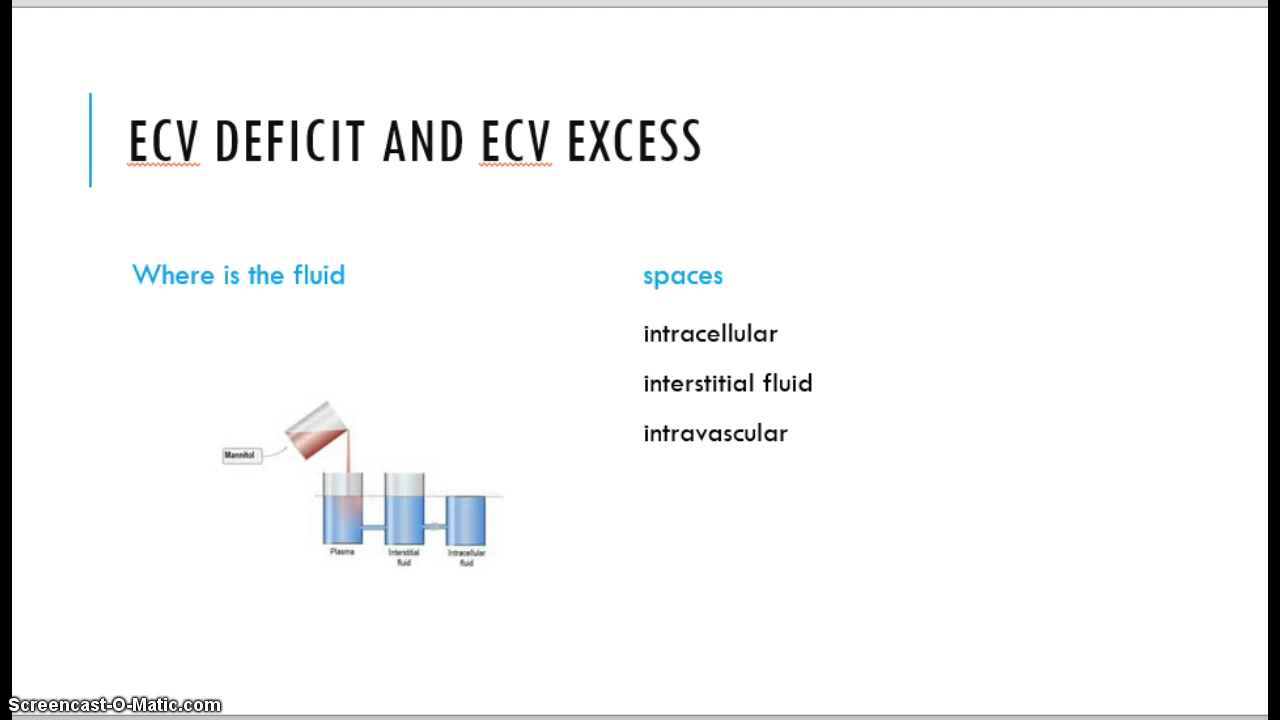 ECV DEFICIT AND ECV EXCESS
Where is the fluid
spaces
intracellular
interstitial fluid
intravascular
Mannitol
Plasma
Interstitial
fluid
Intracellular
fluid
Screencast-O-Matic.com